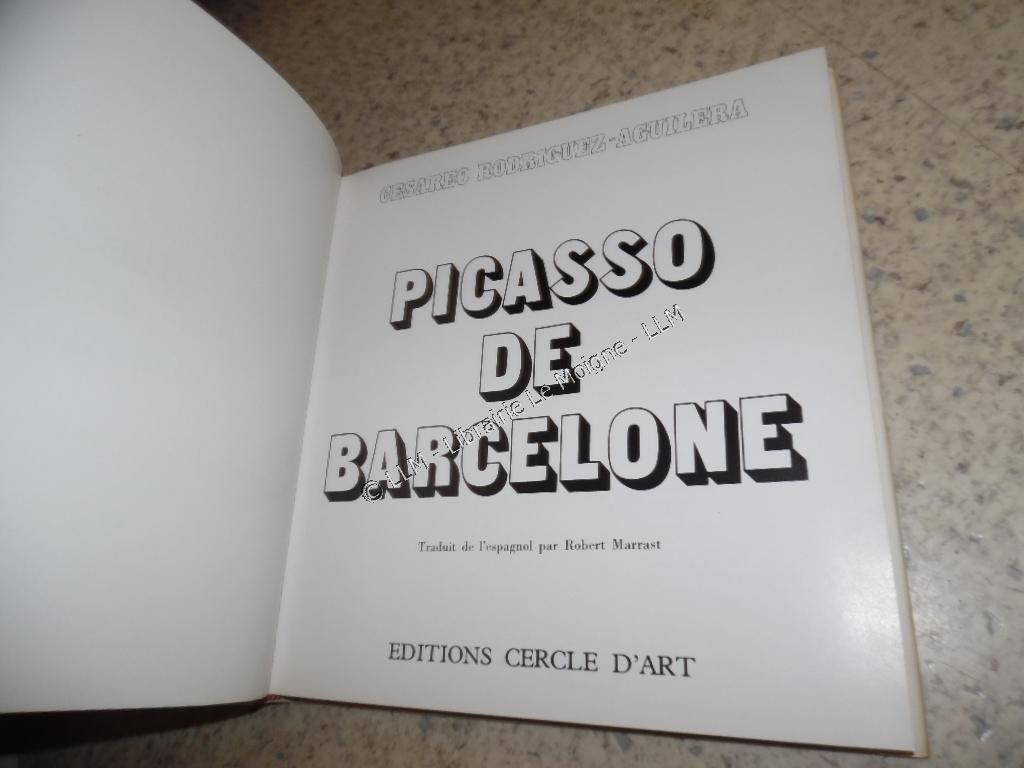 CESAREO RODRIGUEZ-AGUILERA
PICASSO
DE
BARCELONE
© LLM - Librairie Le Moigne - LLM
Traduit de l'espagnol par Robert Marrast
EDITIONS CERCLE D'ART